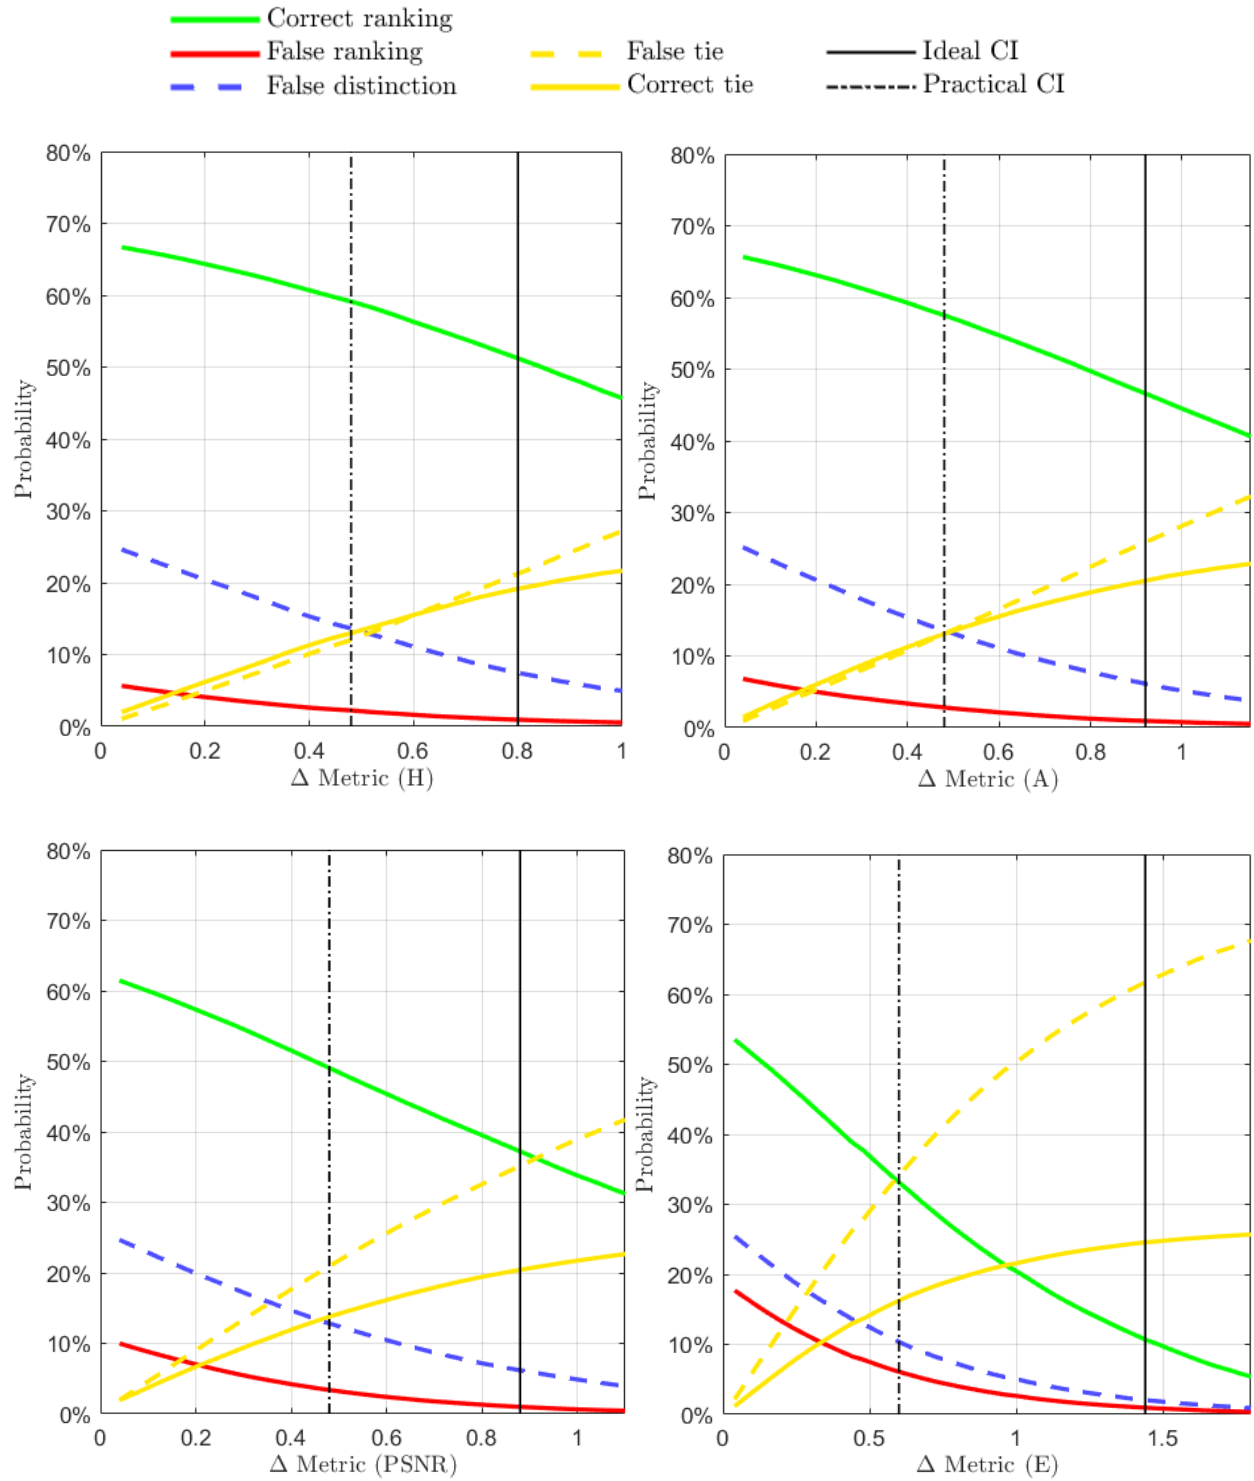 Correct ranking
False ranking
False distinction
False tie
Correct tie
Ideal CI
Practical CI
80%
70%
60%
50%
40%
30%
20%
10%
0%
Probability
0 0.2 0.4 0.6 0.8 1
Δ Metric (H)
80%
70%
60%
50%
40%
30%
20%
10%
0%
Probability
0 0.2 0.4 0.6 0.8 1
Δ Metric (A)
80%
70%
60%
50%
40%
30%
20%
10%
0%
Probability
0 0.2 0.4 0.6 0.8 1
Δ Metric (PSNR)
80%
70%
60%
50%
40%
30%
20%
10%
0%
Probability
0 0.5 1 1.5
Δ Metric (E)